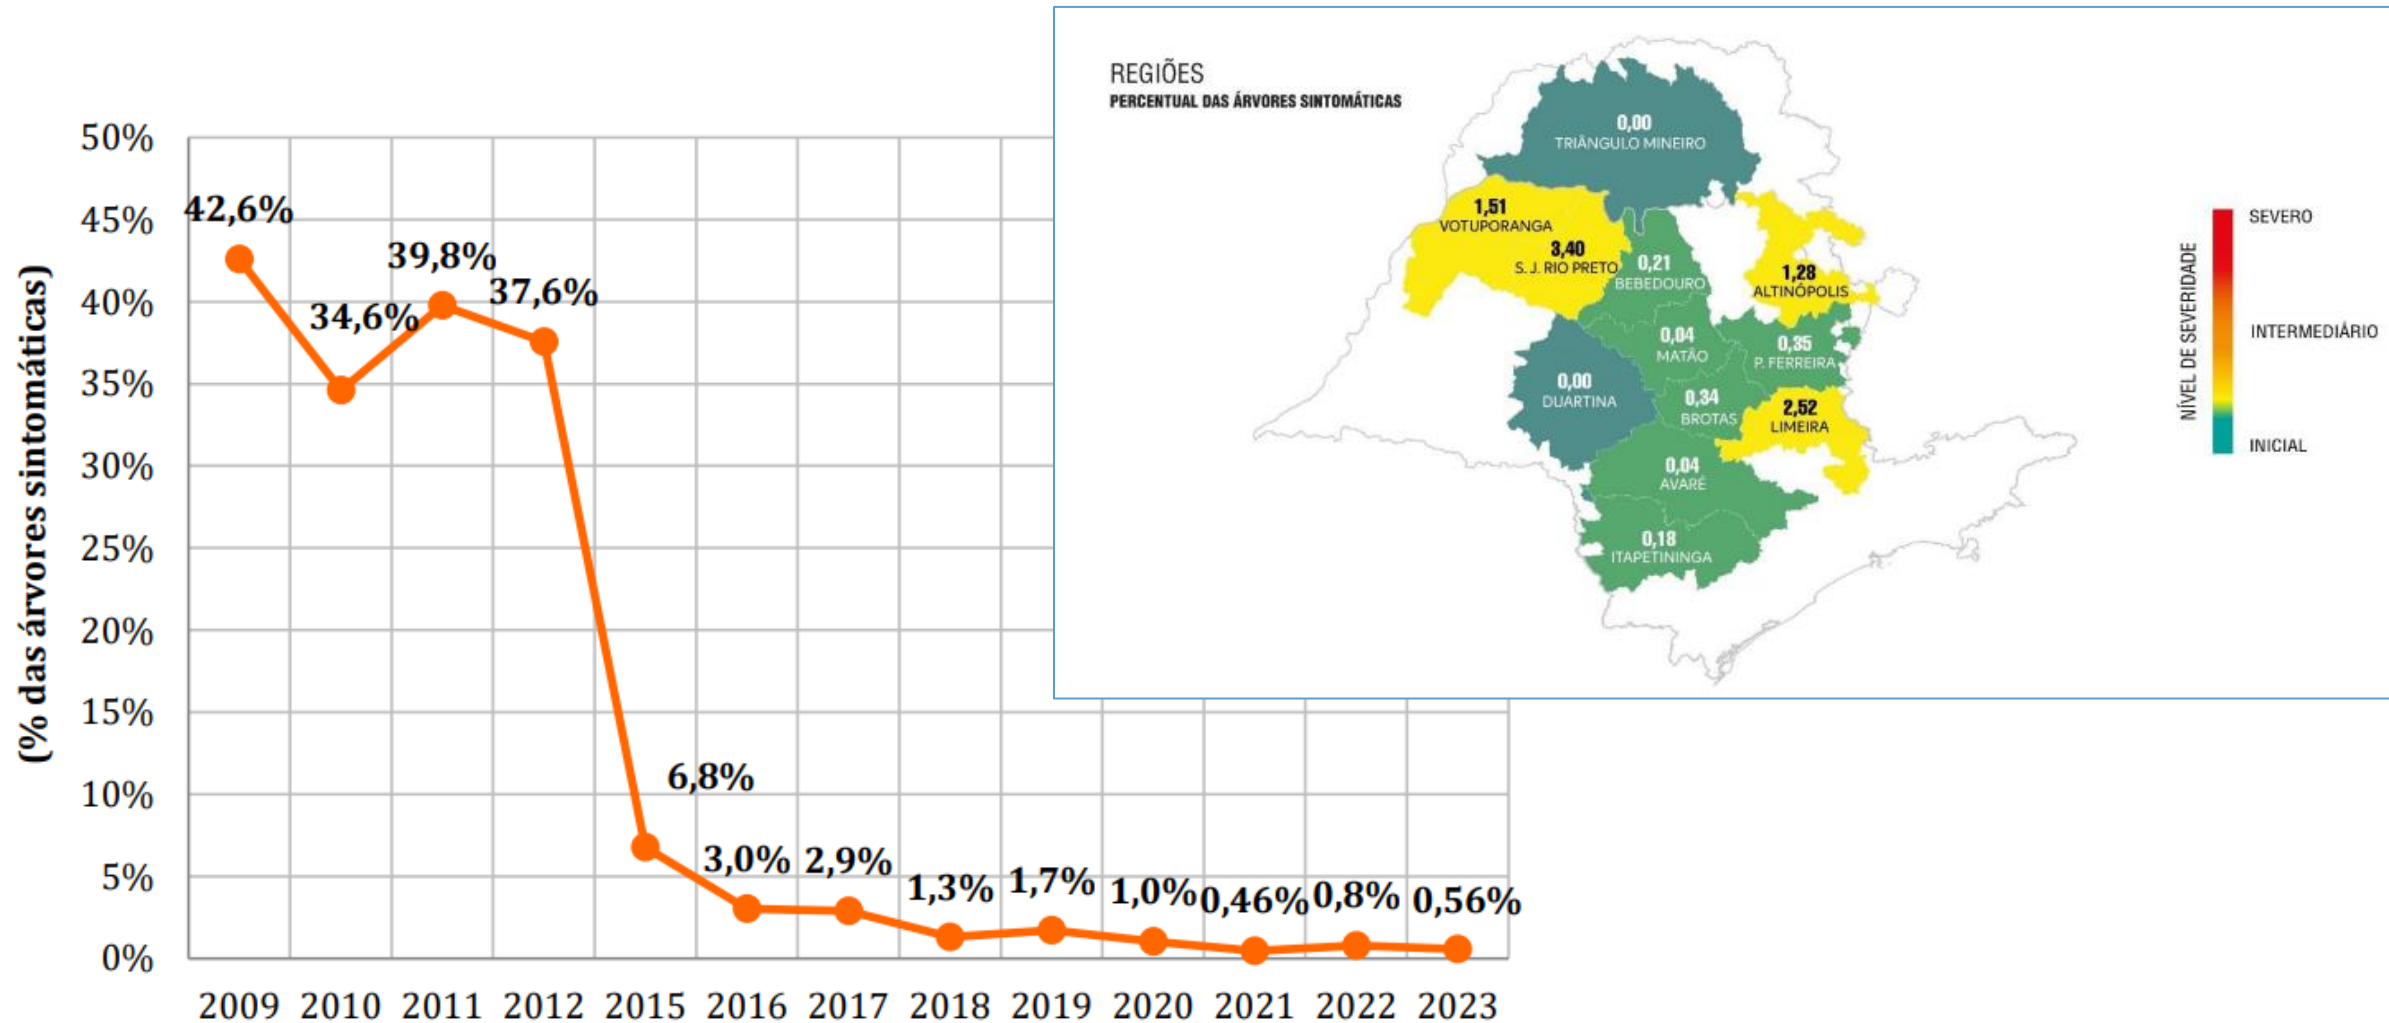 (% das árvores sintomáticas)
50%
45%
40%
35%
30%
25%
20%
15%
10%
5%
0%
42,6%
34,6%
39,8%
37,6%
6,8%
3,0%
2,9%
1,3%
1,7%
1,0%
0,46%
0,8%
0,56%
2009 2010 2011 2012 2015 2016 2017 2018 2019 2020 2021 2022 2023
REGIÕES
PERCENTUAL DAS ÁRVORES SINTOMÁTICAS
0,00
TRIÂNGULO MINEIRO
1,51
VOTUPORANGA
3,40
S. J. RIO PRETO
0,21
BEBEDOURO
1,28
ALTINÓPOLIS
0,04
MATÃO
0,35
P. FERREIRA
0,00
DUARTINA
0,34
BROTAS
2,52
LIMEIRA
0,04
AVARÉ
0,18
ITAPETININGA
NÍVEL DE SEVERIDADE
SEVERO
INTERMEDIÁRIO
INICIAL